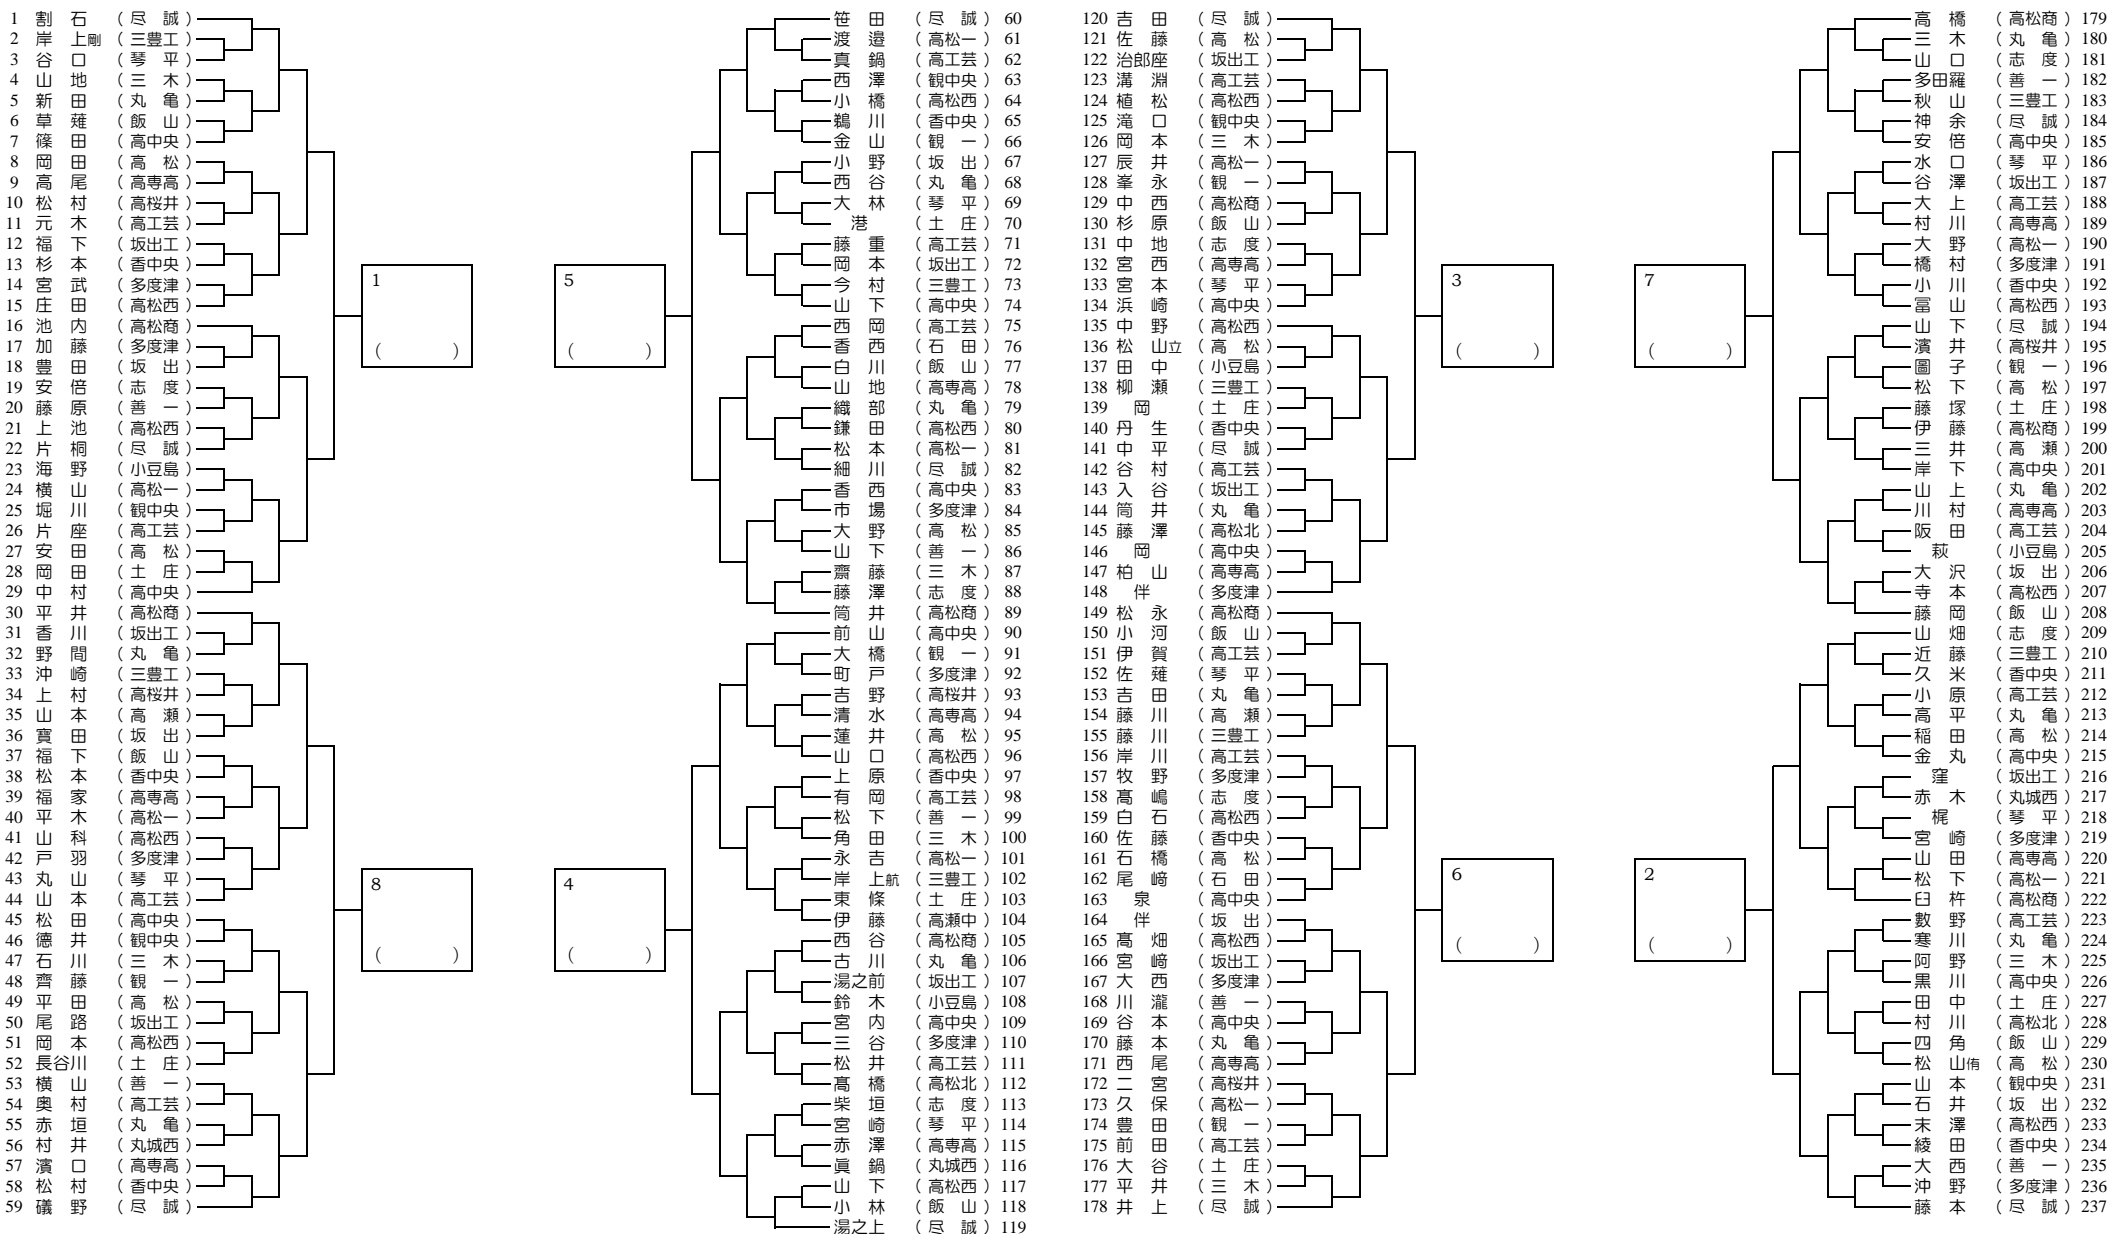 1 割石 (尽誠)
2 岸上剛 (三豊工)
3 谷口 (琴平)
4 山地 (三木)
5 新田 (丸亀)
6 草薙 (飯山)
7 篠田 (高中央)
8 岡田 (高松)
9 高尾 (高専高)
10 松村 (高桜井)
11 元木 (高工芸)
12 福下 (坂出工)
13 杉本 (香中央)
14 宮武 (多度津)
15 庄田 (高松西)
16 池内 (高松商)
17 加藤 (多度津)
18 豊田 (坂出)
19 安倍 (志度)
20 藤原 (善一)
21 上池 (高松西)
22 片桐 (尽誠)
23 海野 (小豆島)
24 横山 (高松一)
25 堀川 (観中央)
26 片座 (高工芸)
27 安田 (高松)
28 岡田 (土庄)
29 中村 (高中央)
30 平井 (高松商)
31 香川 (坂出工)
32 野間 (丸亀)
33 沖崎 (三豊工)
34 上村 (高桜井)
35 山本 (高瀬)
36 寶田 (坂出)
37 福下 (飯山)
38 松本 (香中央)
39 福家 (高専高)
40 平木 (高松一)
41 山科 (高松西)
42 戸羽 (多度津)
43 丸山 (琴平)
44 山本 (高工芸)
45 松田 (高中央)
46 德井 (観中央)
47 石川 (三木)
48 齊藤 (観一)
49 平田 (高松)
50 尾路 (坂出工)
51 岡本 (高松西)
52 長谷川 (土庄)
53 横山 (善一)
54 奥村 (高工芸)
55 赤垣 (丸亀)
56 村井 (丸城西)
57 濱口 (高専高)
58 松村 (香中央)
59 礒野 (尽誠)
1
( )
8
( )
5
( )
4
( )
笹田 (尽誠) 60
渡邉 (高松一) 61
真鍋 (高工芸) 62
西澤 (観中央) 63
小橋 (高松西) 64
鵜川 (香中央) 65
金山 (観一) 66
小野 (坂出) 67
西谷 (丸亀) 68
大林 (琴平) 69
港 (土庄) 70
藤重 (高工芸) 71
岡本 (坂出工) 72
今村 (三豊工) 73
山下 (高中央) 74
西岡 (高工芸) 75
香西 (石田) 76
白川 (飯山) 77
山地 (高専高) 78
織部 (丸亀) 79
鎌田 (高松西) 80
松本 (高松一) 81
細川 (尽誠) 82
香西 (高中央) 83
市場 (多度津) 84
大野 (高松) 85
山下 (善一) 86
齋藤 (三木) 87
藤澤 (志度) 88
筒井 (高松商) 89
前山 (高中央) 90
大橋 (観一) 91
町戸 (多度津) 92
吉野 (高桜井) 93
清水 (高専高) 94
蓮井 (高松) 95
山口 (高松西) 96
上原 (香中央) 97
有岡 (高工芸) 98
松下 (善一) 99
角田 (三木) 100
永吉 (高松一) 101
岸上航 (三豊工) 102
東條 (土庄) 103
伊藤 (高瀬中) 104
西谷 (高松商) 105
古川 (丸亀) 106
湯之前 (坂出工) 107
鈴木 (小豆島) 108
宮内 (高中央) 109
三谷 (多度津) 110
松井 (高工芸) 111
髙橋 (高松北) 112
柴垣 (志度) 113
宮崎 (琴平) 114
赤澤 (高専高) 115
眞鍋 (丸城西) 116
山下 (高松西) 117
小林 (飯山) 118
湯之上 (尽誠) 119
120 吉田 (尽誠)
121 佐藤 (高松)
122 治郎座 (坂出工)
123 溝淵 (高工芸)
124 植松 (高松西)
125 滝口 (観中央)
126 岡本 (三木)
127 辰井 (高松一)
128 峯永 (観一)
129 中西 (高松商)
130 杉原 (飯山)
131 中地 (志度)
132 宮西 (高専高)
133 宮本 (琴平)
134 浜崎 (高中央)
135 中野 (高松西)
136 松山立 (高松)
137 田中 (小豆島)
138 柳瀬 (三豊工)
139 岡 (土庄)
140 丹生 (香中央)
141 中平 (尽誠)
142 谷村 (高工芸)
143 入谷 (坂出工)
144 筒井 (丸亀)
145 藤澤 (高松北)
146 岡 (高中央)
147 柏山 (高専高)
148 伴 (多度津)
149 松永 (高松商)
150 小河 (飯山)
151 伊賀 (高工芸)
152 佐薙 (琴平)
153 吉田 (丸亀)
154 藤川 (高瀬)
155 藤川 (三豊工)
156 岸川 (高工芸)
157 牧野 (多度津)
158 髙嶋 (志度)
159 白石 (高松西)
160 佐藤 (香中央)
161 石橋 (高松)
162 尾﨑 (石田)
163 泉 (高中央)
164 伴 (坂出)
165 髙畑 (高松西)
166 宮﨑 (坂出工)
167 大西 (多度津)
168 川瀧 (善一)
169 谷本 (高中央)
170 藤本 (丸亀)
171 西尾 (高専高)
172 二宮 (高桜井)
173 久保 (高松一)
174 豊田 (観一)
175 前田 (高工芸)
176 大谷 (土庄)
177 平井 (三木)
178 井上 (尽誠)
3
( )
6
( )
7
( )
2
( )
高橋 (高松商) 179
三木 (丸亀) 180
山口 (志度) 181
多田羅 (善一) 182
秋山 (三豊工) 183
神余 (尽誠) 184
安倍 (高中央) 185
水口 (琴平) 186
谷澤 (坂出工) 187
大上 (高工芸) 188
村川 (高専高) 189
大野 (高松一) 190
橋村 (多度津) 191
小川 (香中央) 192
冨山 (高松西) 193
山下 (尽誠) 194
濱井 (高桜井) 195
圖子 (観一) 196
松下 (高松) 197
藤塚 (土庄) 198
伊藤 (高松商) 199
三井 (高瀬) 200
岸下 (高中央) 201
山上 (丸亀) 202
川村 (高専高) 203
阪田 (高工芸) 204
萩 (小豆島) 205
大沢 (坂出) 206
寺本 (高松西) 207
藤岡 (飯山) 208
山畑 (志度) 209
近藤 (三豊工) 210
久米 (香中央) 211
小原 (高工芸) 212
高平 (丸亀) 213
稲田 (高松) 214
金丸 (高中央) 215
窪 (坂出工) 216
赤木 (丸城西) 217
梶 (琴平) 218
宮崎 (多度津) 219
山田 (高専高) 220
松下 (高松一) 221
臼杵 (高松商) 222
數野 (高工芸) 223
寒川 (丸亀) 224
阿野 (三木) 225
黒川 (高中央) 226
田中 (土庄) 227
村川 (高松北) 228
四角 (飯山) 229
松山侑 (高松) 230
山本 (観中央) 231
石井 (坂出) 232
末澤 (高松西) 233
綾田 (香中央) 234
大西 (善一) 235
沖野 (多度津) 236
藤本 (尽誠) 237